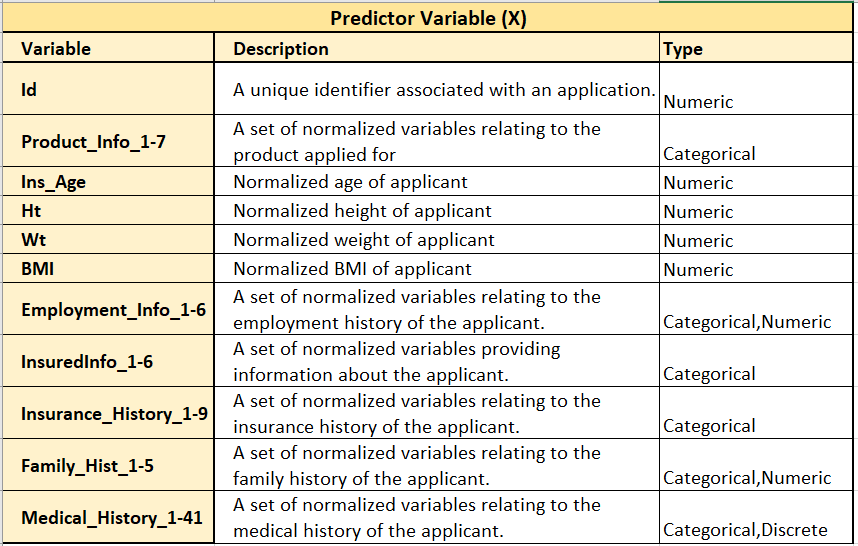 Predictor Variable (X)
Variable Description Type
Id A unique identifier associated with an application. Numeric
Product_Info_1-7 A set of normalized variables relating to the
product applied for Categorical
Ins_Age Normalized age of applicant Numeric
Ht Normalized height of applicant Numeric
Wt Normalized weight of applicant Numeric
BMI Normalized BMI of applicant Numeric
Employment_Info_1-6 A set of normalized variables relating to the
employment history of the applicant. Categorical,Numeric
InsuredInfo_1-6 A set of normalized variables providing
information about the applicant. Categorical
Insurance_History_1-9 A set of normalized variables relating to the
insurance history of the applicant. Categorical
Family_Hist_1-5 A set of normalized variables relating to the
family history of the applicant. Categorical,Numeric
Medical_History_1-41 A set of normalized variables relating to the
medical history of the applicant. Categorical,Discrete